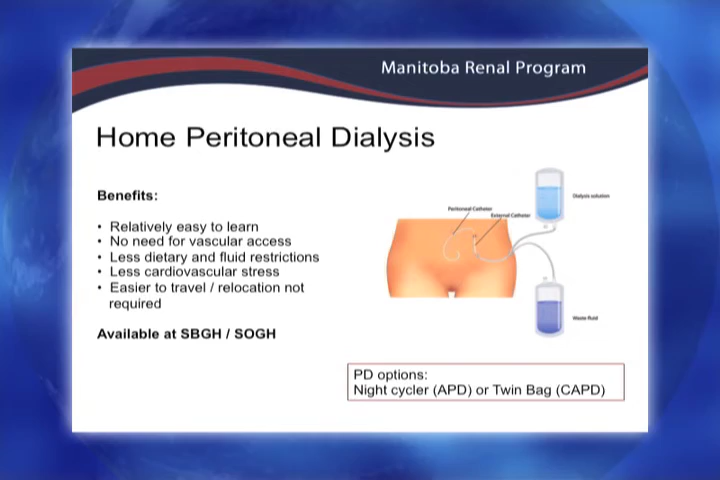 Manitoba Renal Program
Home Peritoneal Dialysis
Benefits:
• Relatively easy to learn
• No need for vascular access
• Less dietary and fluid restrictions
• Less cardiovascular stress
• Easier to travel / relocation not
required
Available at SBGH / SOGH
Dialysis solution
Peritoneal Catheter
External Catheter
Waste fluid
PD options:
Night cycler (APD) or Twin Bag (CAPD)